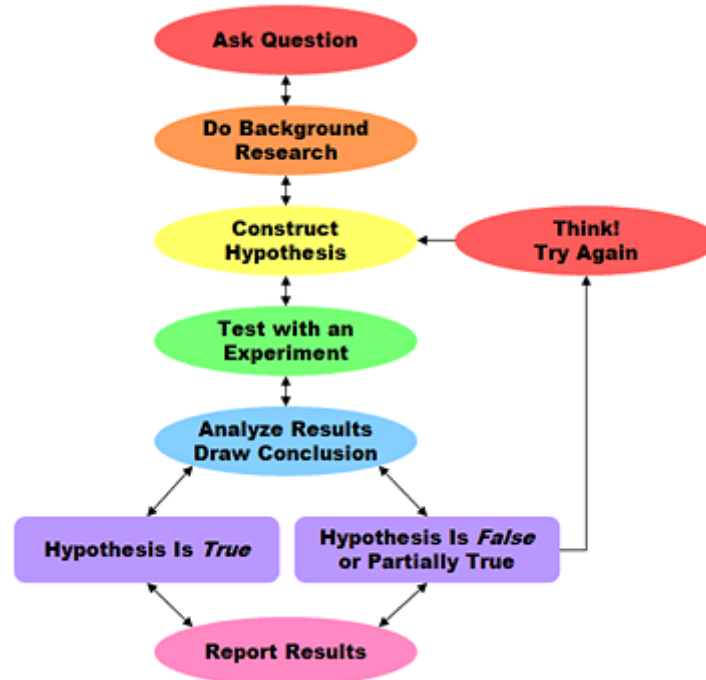 Ask Question
Do Background
Research
Construct
Hypothesis
Think!
Try Again
Test with an
Experiment
Analyze Results
Draw Conclusion
Hypothesis Is True
Hypothesis Is False
or Partially True
Report Results